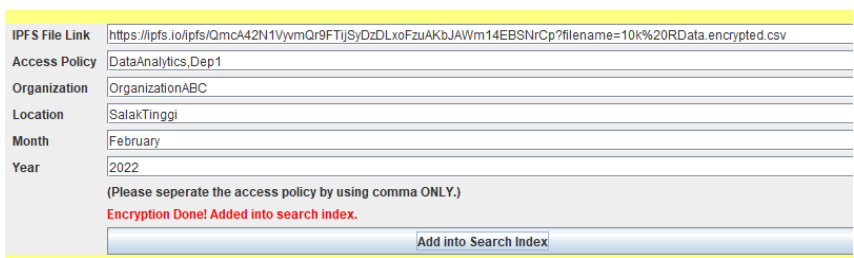 IPFS File Link https://ipfs.io/ipfs/QmcA42N1VyvmQr9FTijSyDzDLxoFzuAKbJAWm14EBSNrCp?filename=10k%20RData.encrypted.csv
Access Policy DataAnalytics,Dep1
Organization OrganizationABC
Location SalakTinggi
Month February
Year 2022
(Please seperate the access policy by using comma ONLY.)
Encryption Done! Added into search index.
Add into Search Index